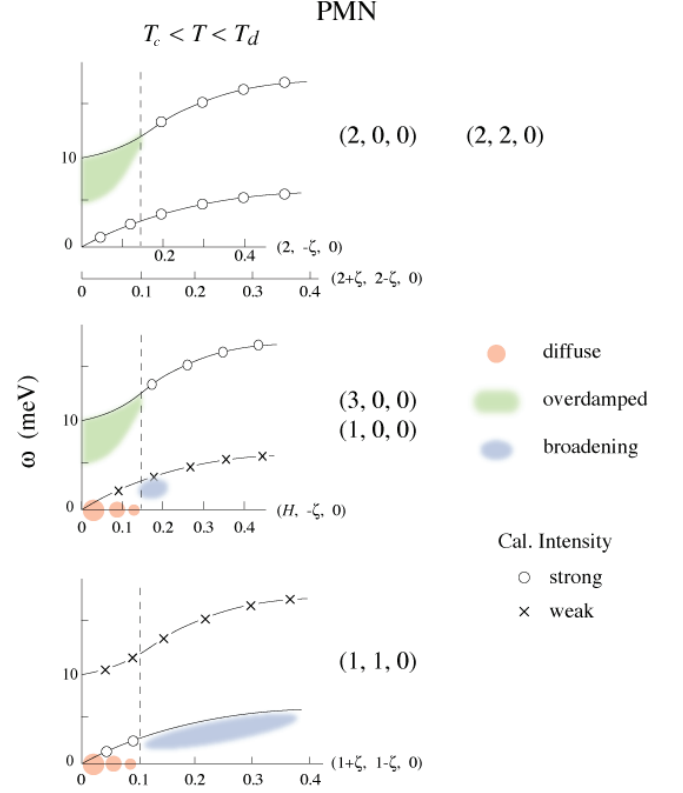 PMN
T_c < T < T_d
10
(2, 0, 0) (2, 2, 0)
0
0.2 0.4 (2, -ζ, 0)
0 0.1 0.2 0.3 0.4 (2+ζ, 2-ζ, 0)
diffuse
ω (meV)
overdamped
(3, 0, 0)
10
(1, 0, 0)
broadening
0
0 0.1 0.2 0.3 0.4 (H, -ζ, 0)
Cal. Intensity
strong
weak
(1, 1, 0)
10
0
0 0.1 0.2 0.3 0.4 (1+ζ, 1-ζ, 0)